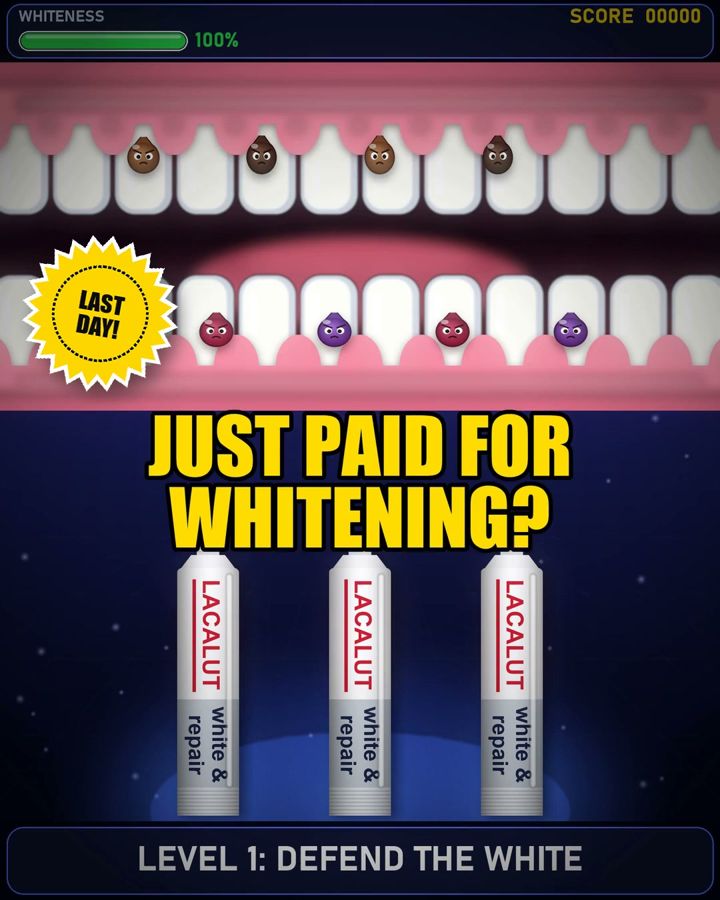 WHITENESS
SCORE 00000
100%
LAST
DAY!
JUST PAID FOR
WHITENING?
LACALUT
white &
repair
LACALUT
white &
repair
LACALUT
white &
repair
LEVEL 1: DEFEND THE WHITE